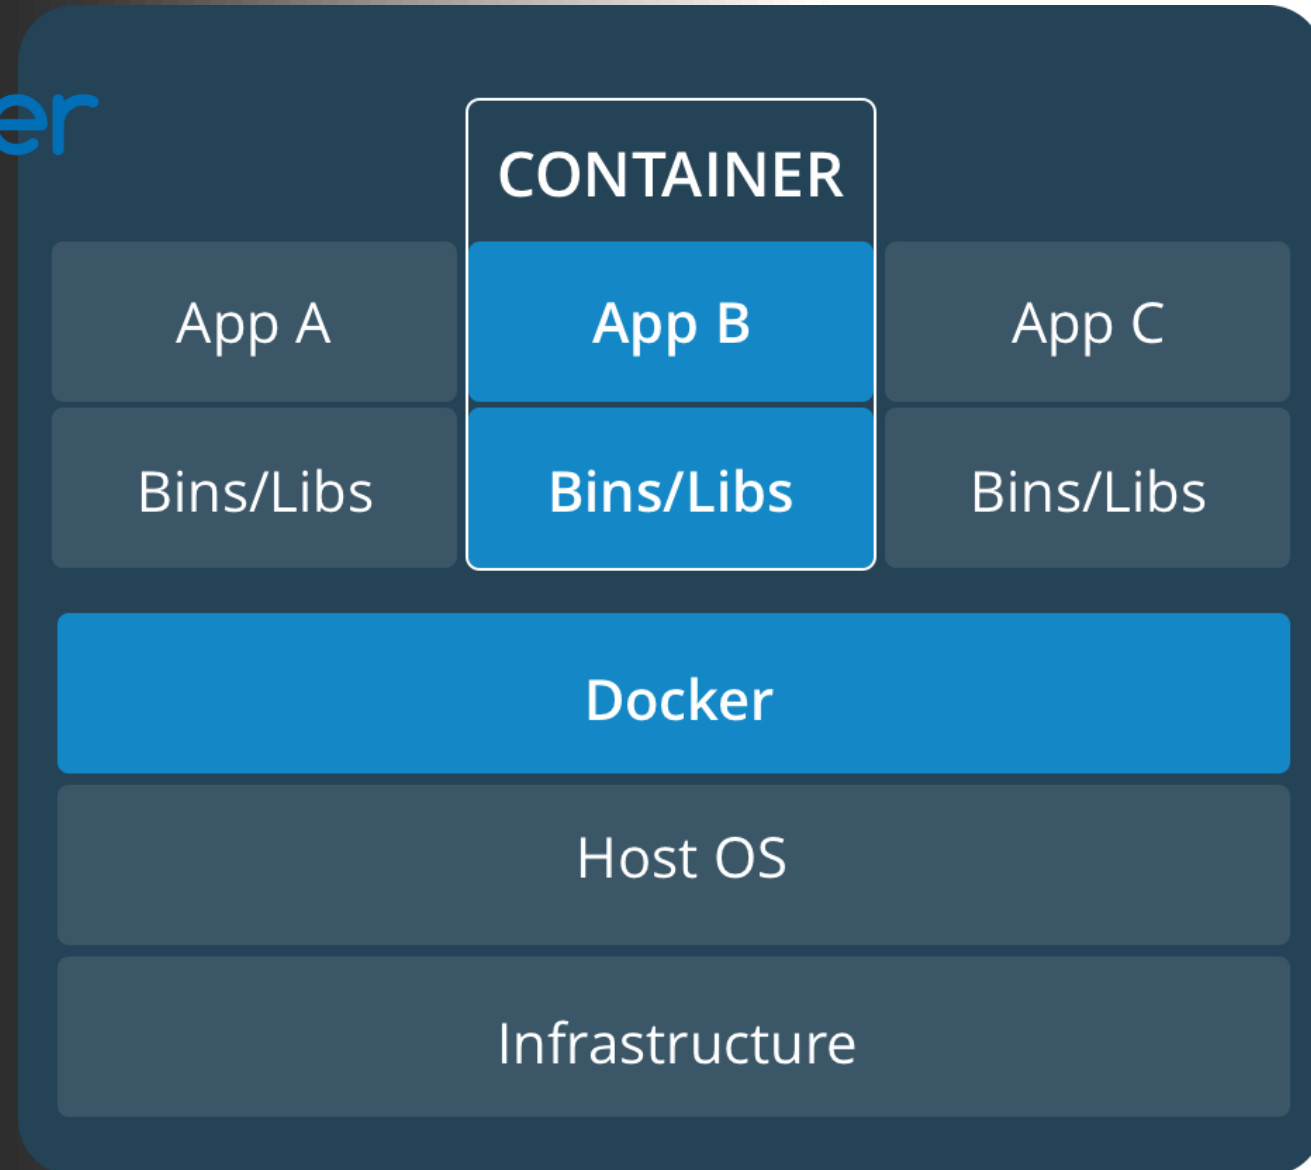 er
CONTAINER
App A App B App C
Bins/Libs Bins/Libs Bins/Libs
Docker
Host OS
Infrastructure